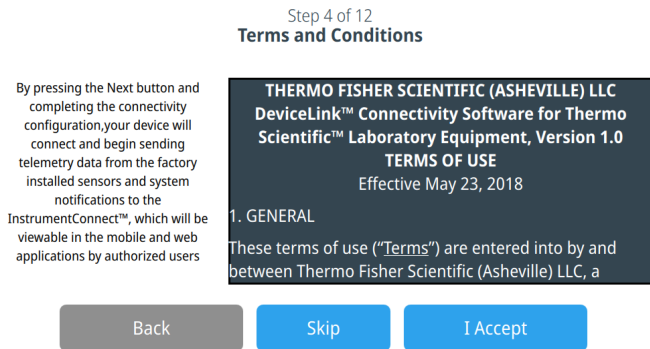 Step 4 of 12
Terms and Conditions
By pressing the Next button and
completing the connectivity
configuration,your device will
connect and begin sending
telemetry data from the factory
installed sensors and system
notifications to the
InstrumentConnect™, which will be
viewable in the mobile and web
applications by authorized users
THERMO FISHER SCIENTIFIC (ASHEVILLE) LLC
DeviceLink™ Connectivity Software for Thermo
Scientific™ Laboratory Equipment, Version 1.0
TERMS OF USE
Effective May 23, 2018
1. GENERAL
These terms of use (“Terms”) are entered into by and
between Thermo Fisher Scientific (Asheville) LLC, a
Back
Skip
I Accept